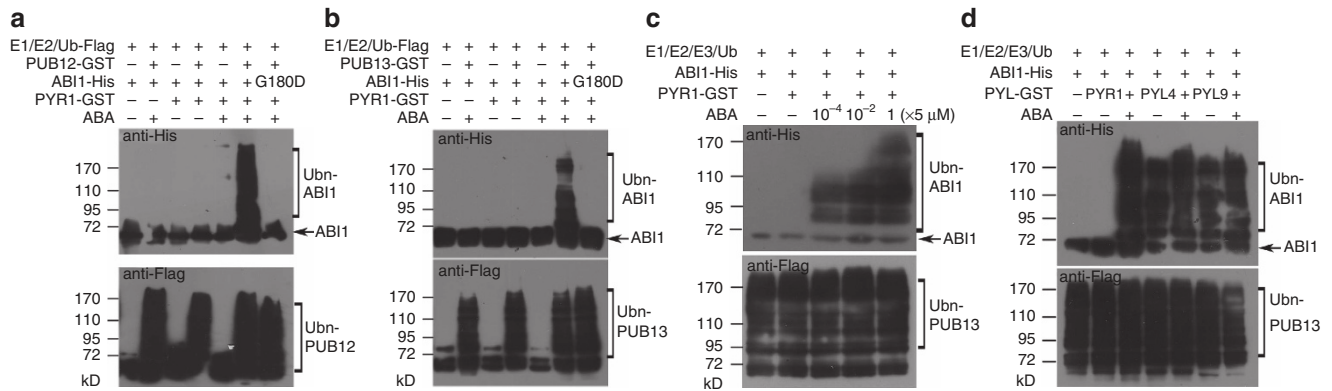 a
E1/E2/Ub-Flag + + + + + + +
PUB12-GST − + − + − + +
ABI1-His + + + + + + G180D
PYR1-GST − − + + + + +
ABA − − − − + + +
anti-His
170
110
95
72
Ubn-
ABI1
ABI1
anti-Flag
170
110
95
72
kD
Ubn-
PUB12
b
E1/E2/Ub-Flag + + + + + + +
PUB13-GST − + − + − + +
ABI1-His + + + + + + G180D
PYR1-GST − − + + + + +
ABA − − − − + + +
anti-His
170
110
95
72
Ubn-
ABI1
ABI1
anti-Flag
170
110
95
72
kD
Ubn-
PUB13
c
E1/E2/E3/Ub + + + + +
ABI1-His + + + + +
PYR1-GST − + + + +
ABA − − 10⁻⁴ 10⁻² 1 (×5 μM)
anti-His
170
110
95
72
Ubn-
ABI1
ABI1
anti-Flag
170
110
95
72
kD
Ubn-
PUB13
d
E1/E2/E3/Ub + + + + + + +
ABI1-His + + + + + + +
PYL-GST − PYR1 + PYL4 + PYL9 +
ABA − − + − + − +
anti-His
170
110
95
72
Ubn-
ABI1
ABI1
anti-Flag
170
110
95
72
kD
Ubn-
PUB13